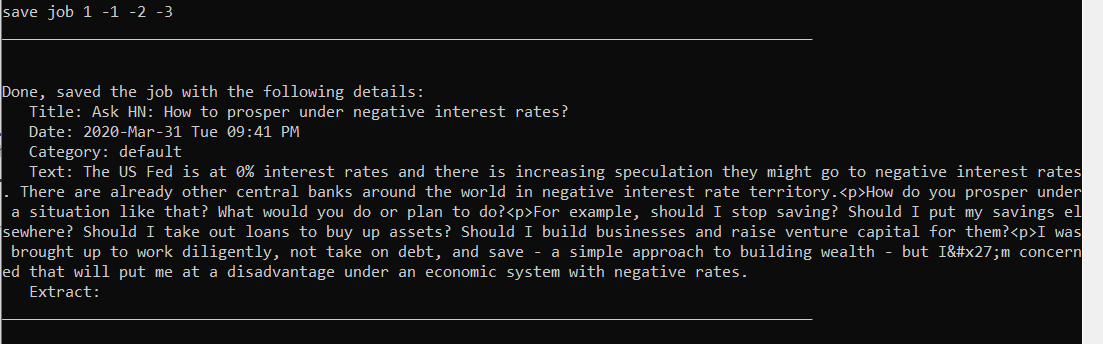 save job 1 -1 -2 -3
Done, saved the job with the following details:
Title: Ask HN: How to prosper under negative interest rates?
Date: 2020-Mar-31 Tue 09:41 PM
Category: default
Text: The US Fed is at 0% interest rates and there is increasing speculation they might go to negative interest rates
. There are already other central banks around the world in negative interest rate territory.<p>How do you prosper under
a situation like that? What would you do or plan to do?<p>For example, should I stop saving? Should I put my savings el
sewhere? Should I take out loans to buy up assets? Should I build businesses and raise venture capital for them?<p>I was
brought up to work diligently, not take on debt, and save - a simple approach to building wealth - but I&#x27;m concern
ed that will put me at a disadvantage under an economic system with negative rates.
Extract: